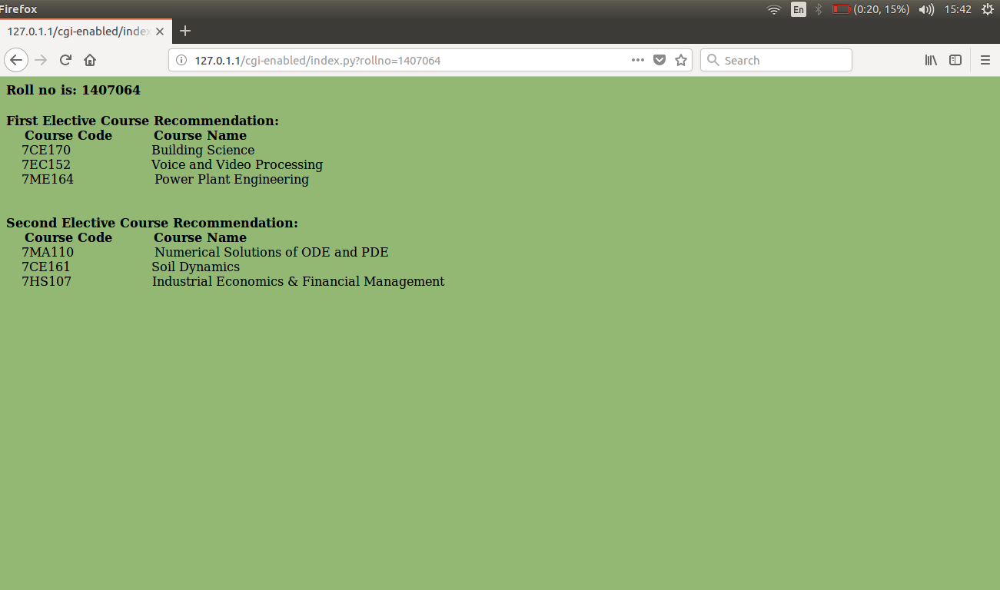 Firefox
En
(0:20, 15%)
15:42
127.0.1.1/cgi-enabled/index
127.0.1.1/cgi-enabled/index.py?rollno=1407064
Search
Roll no is: 1407064
First Elective Course Recommendation:
Course Code Course Name
7CE170 Building Science
7EC152 Voice and Video Processing
7ME164 Power Plant Engineering
Second Elective Course Recommendation:
Course Code Course Name
7MA110 Numerical Solutions of ODE and PDE
7CE161 Soil Dynamics
7HS107 Industrial Economics & Financial Management